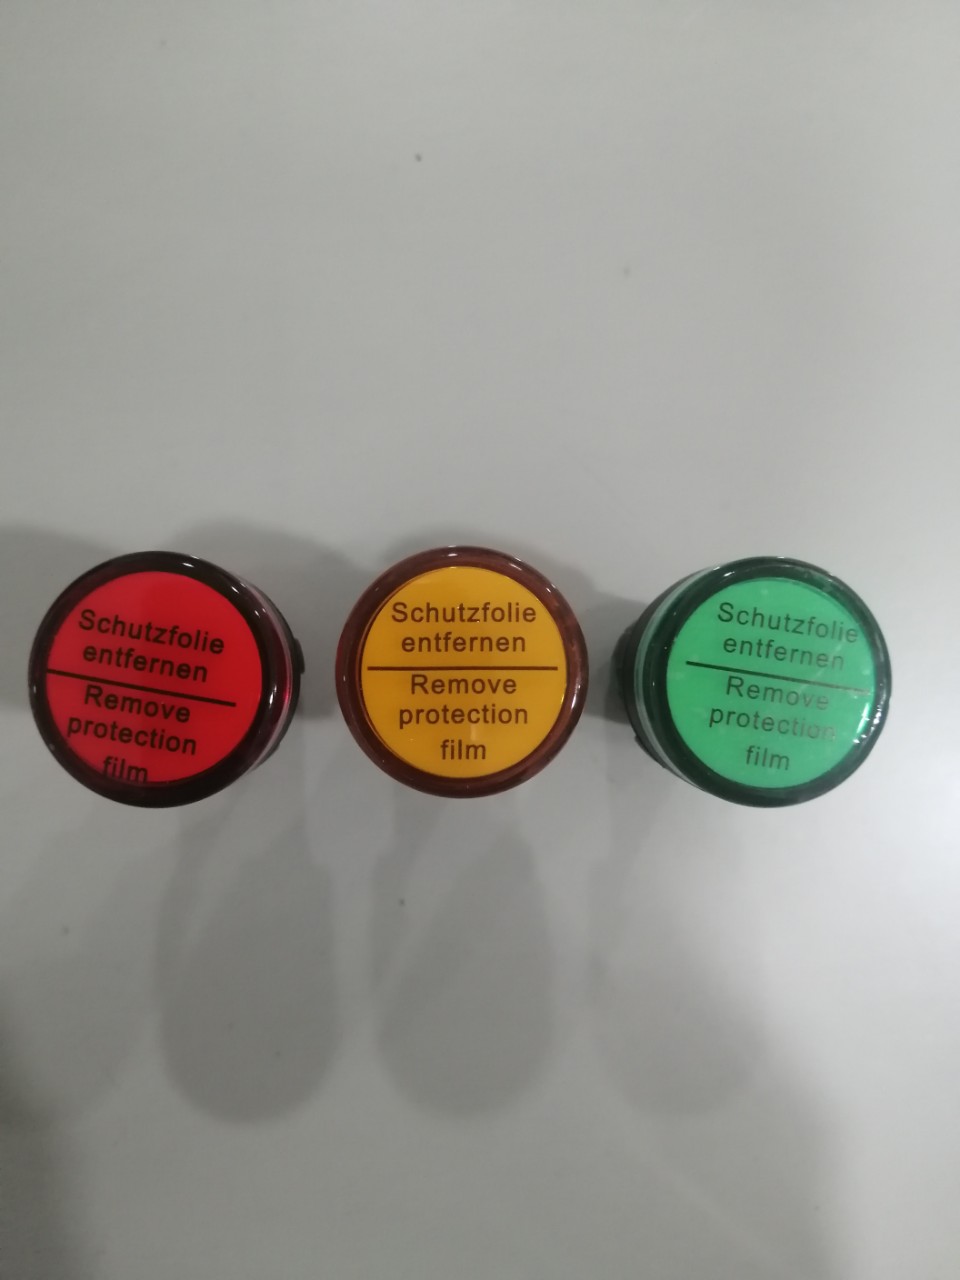 Schutzfolie
entfernen
Remove
protection
film
Schutzfolie
entfernen
Remove
protection
film
Schutzfolie
entfernen
Remove
protection
film